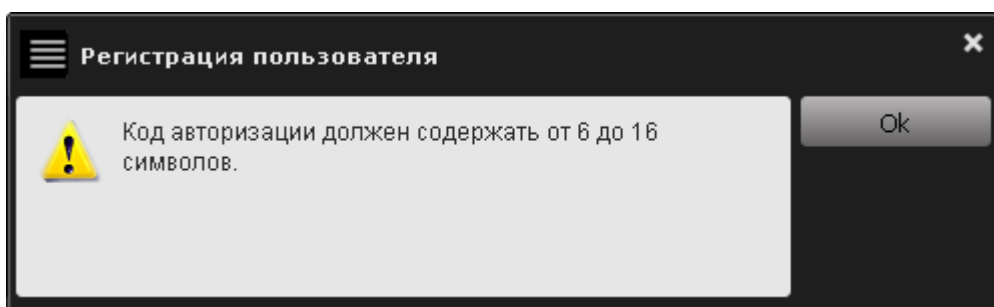 Регистрация пользователя
Код авторизации должен содержать от 6 до 16
символов.
Ok